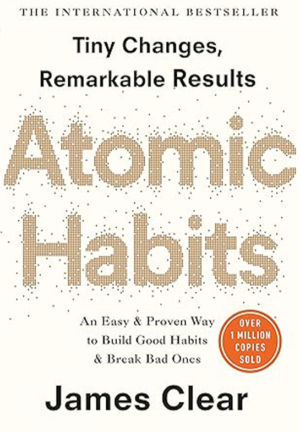 THE INTERNATIONAL BESTSELLER
Tiny Changes,
Remarkable Results
Atomic
Habits
An Easy & Proven Way
to Build Good Habits
& Break Bad Ones
OVER
1 MILLION
COPIES
SOLD
James Clear